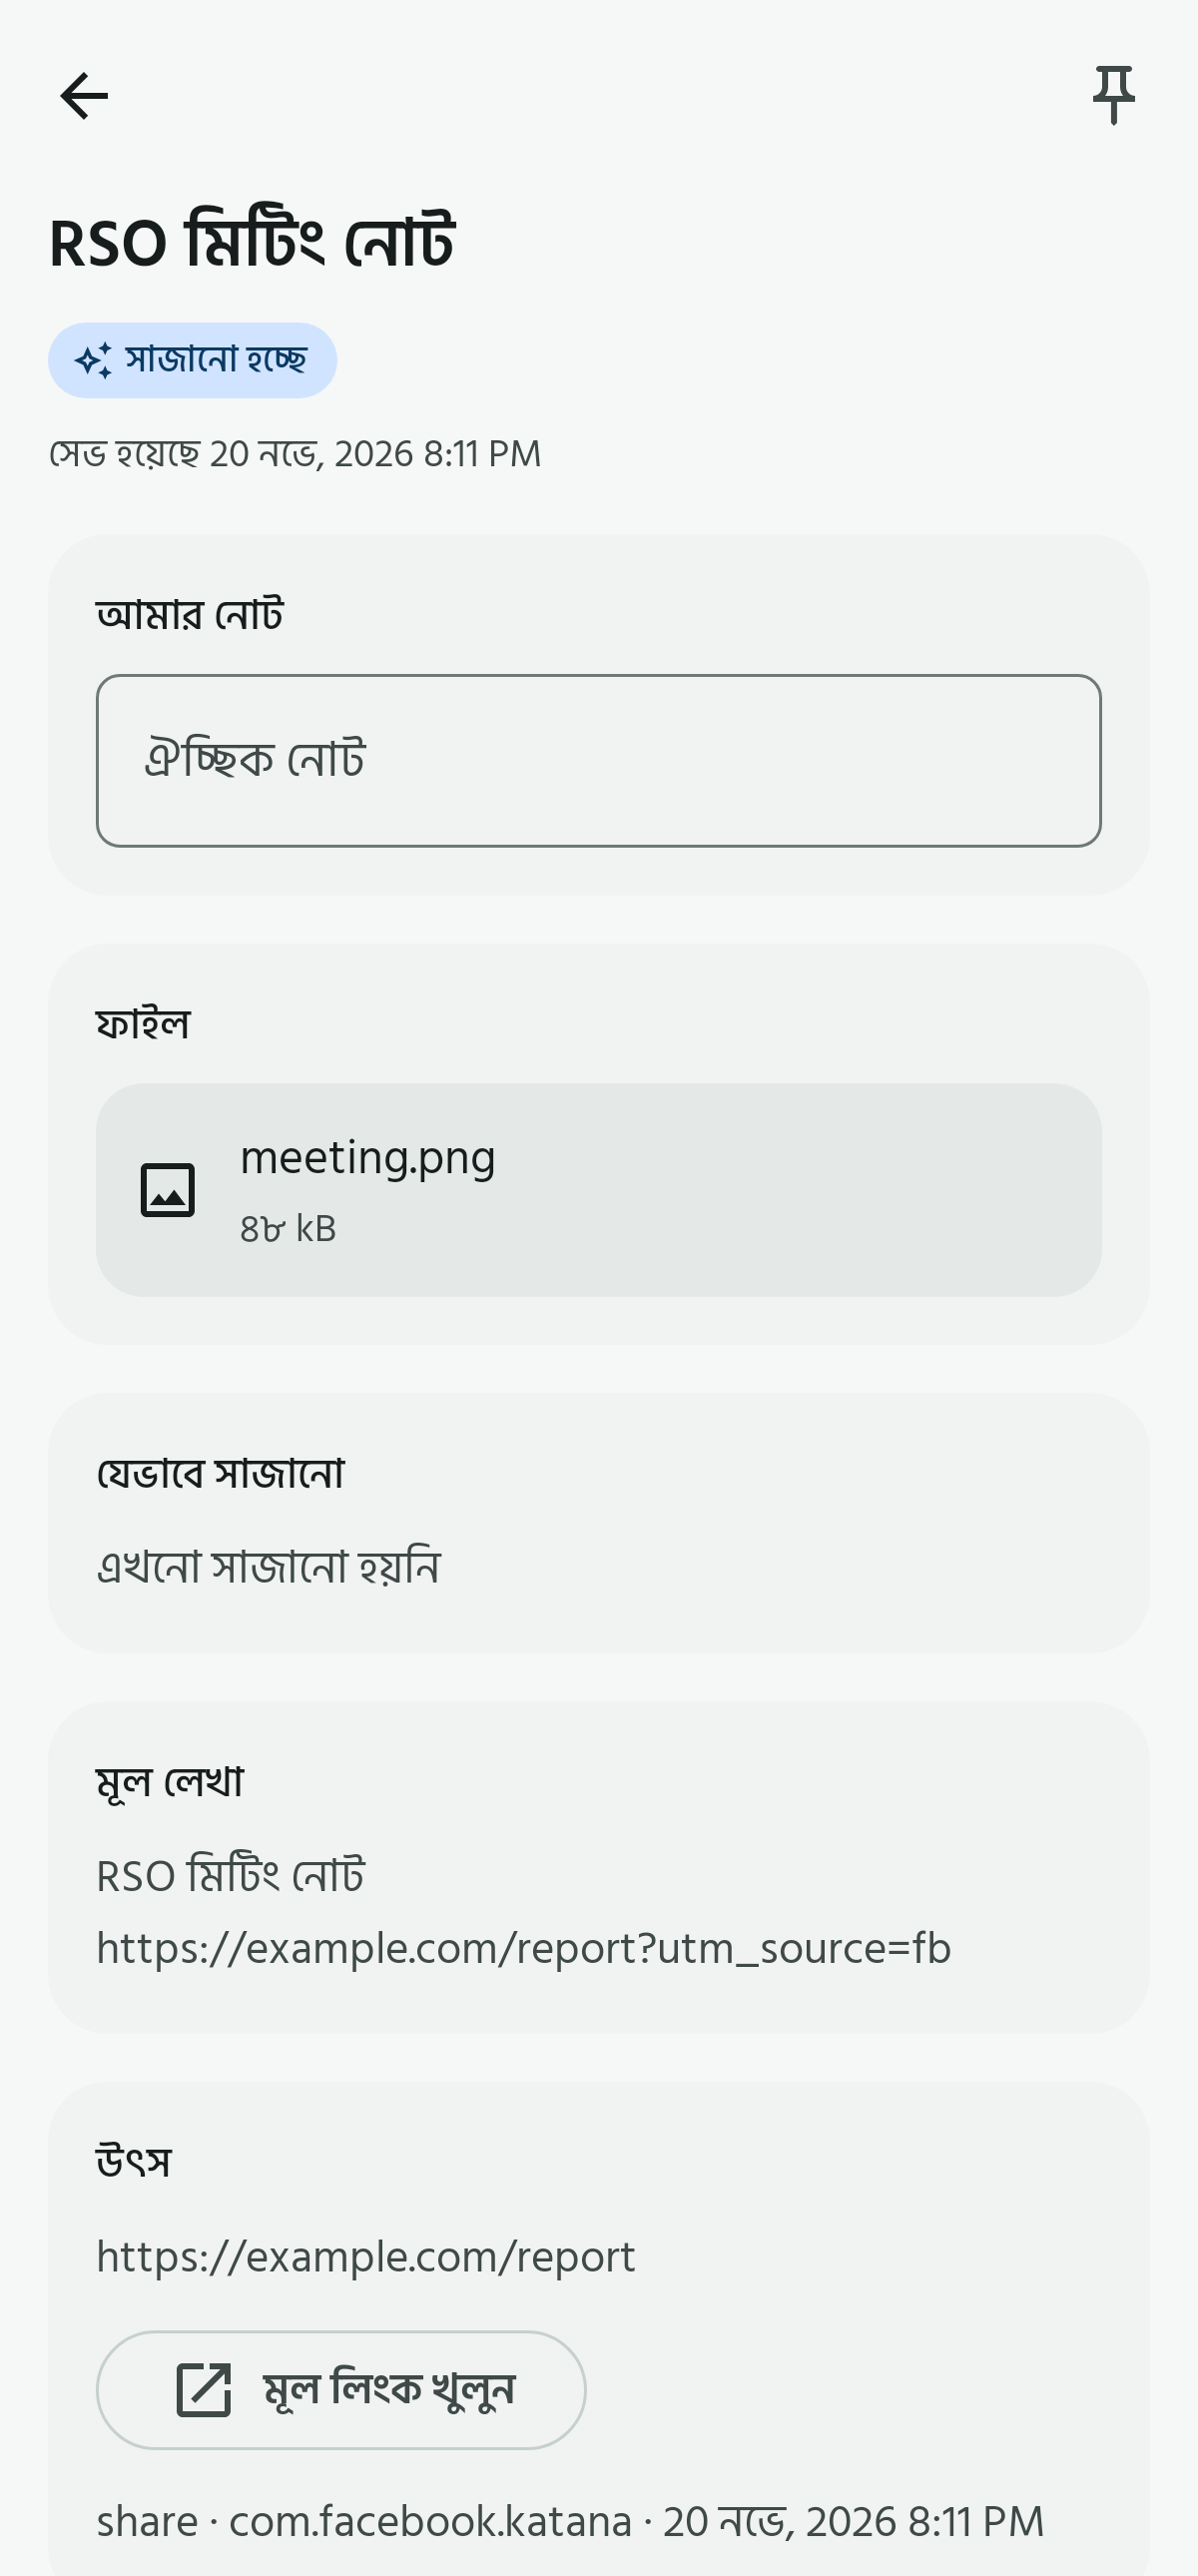 RSO মিটিং নোট
সাজানো হচ্ছে
সেভ হয়েছে 20 নভে, 2026 8:11 PM
আমার নোট
ঐচ্ছিক নোট
ফাইল
meeting.png
৪৮ kB
যেভাবে সাজানো
এখনো সাজানো হয়নি
মূল লেখা
RSO মিটিং নোট
https://example.com/report?utm_source=fb
উৎস
https://example.com/report
মূল লিংক খুলুন
share · com.facebook.katana · 20 নভে, 2026 8:11 PM